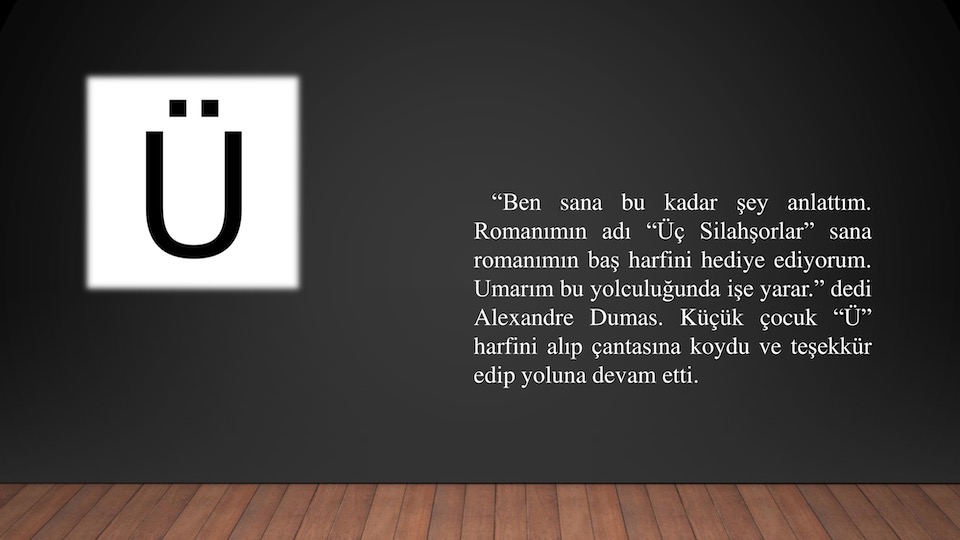 Ü
“Ben sana bu kadar şey anlattım.
Romanımın adı “Üç Silahşorlar” sana
romanımın baş harfini hediye ediyorum.
Umarım bu yolculuğunda işe yarar.” dedi
Alexandre Dumas. Küçük çocuk “Ü”
harfini alıp çantasına koydu ve teşekkür
edip yoluna devam etti.